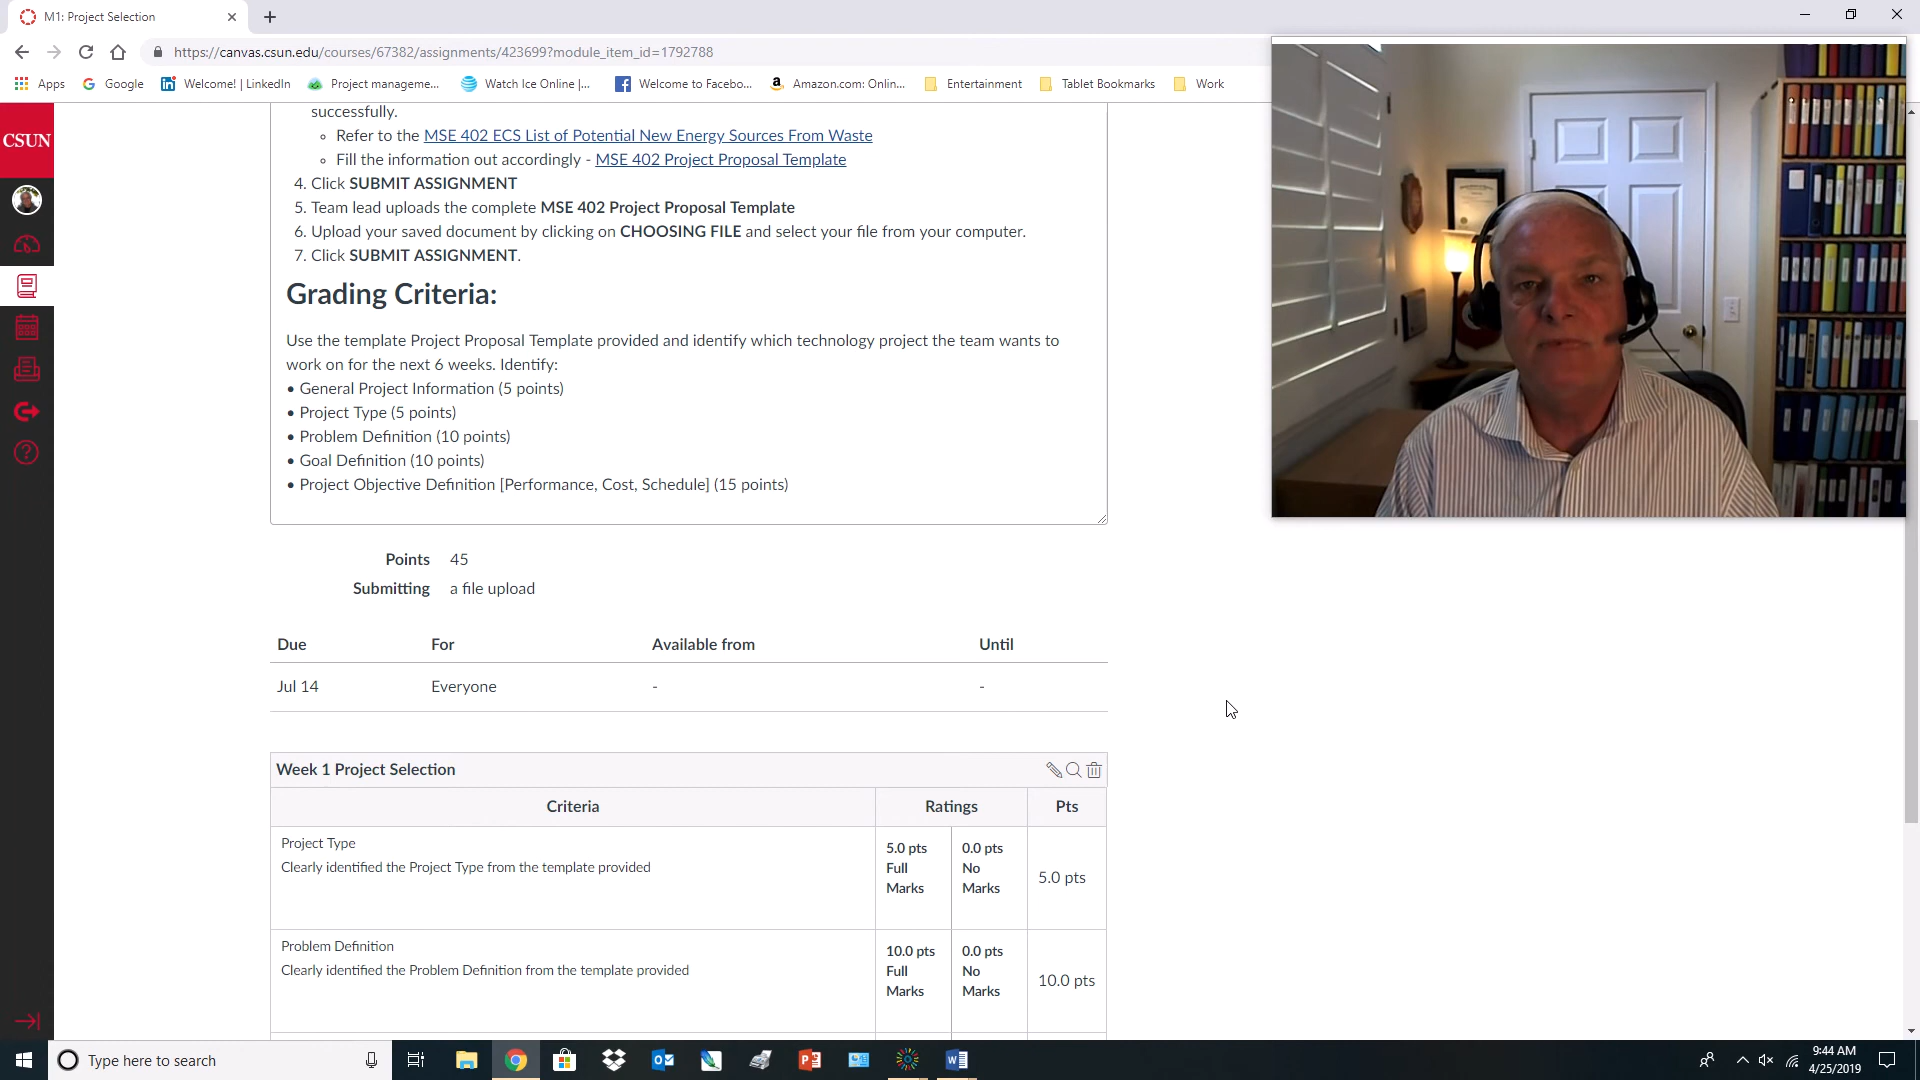 M1: Project Selection
https://canvas.csun.edu/courses/67382/assignments/423699?module_item_id=1792788
Apps Google Welcome! | LinkedIn Project manageme... Watch Ice Online |... Welcome to Facebo... Amazon.com: Onlin... Entertainment Tablet Bookmarks Work
CSUN
successfully.
Refer to the MSE 402 ECS List of Potential New Energy Sources From Waste
Fill the information out accordingly - MSE 402 Project Proposal Template
4. Click SUBMIT ASSIGNMENT
5. Team lead uploads the complete MSE 402 Project Proposal Template
6. Upload your saved document by clicking on CHOOSING FILE and select your file from your computer.
7. Click SUBMIT ASSIGNMENT.
Grading Criteria:
Use the template Project Proposal Template provided and identify which technology project the team wants to
work on for the next 6 weeks. Identify:
• General Project Information (5 points)
• Project Type (5 points)
• Problem Definition (10 points)
• Goal Definition (10 points)
• Project Objective Definition [Performance, Cost, Schedule] (15 points)
Points 45
Submitting a file upload
Due For Available from Until
Jul 14 Everyone - -
Week 1 Project Selection
Criteria Ratings Pts
Project Type
Clearly identified the Project Type from the template provided
5.0 pts
Full
Marks
0.0 pts
No
Marks
5.0 pts
Problem Definition
Clearly identified the Problem Definition from the template provided
10.0 pts
Full
Marks
0.0 pts
No
Marks
10.0 pts
Type here to search
9:44 AM
4/25/2019